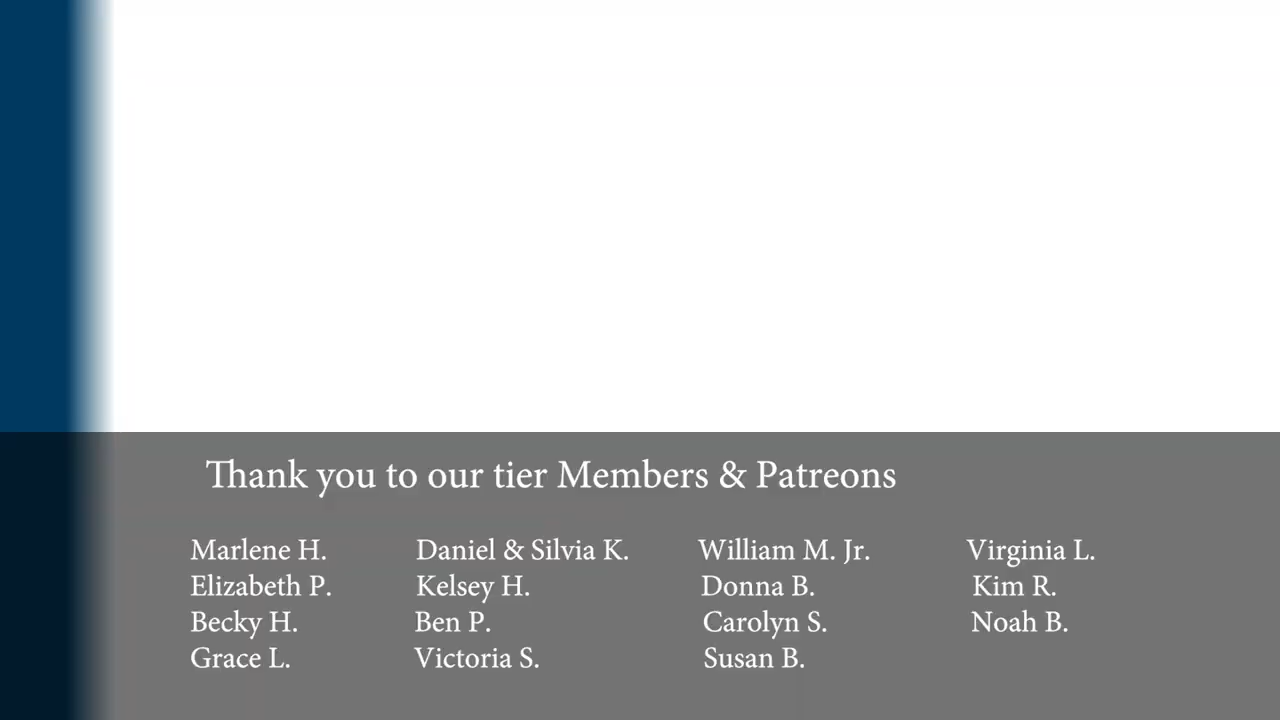 Thank you to our tier Members & Patreons
Marlene H. Daniel & Silvia K. William M. Jr. Virginia L.
Elizabeth P. Kelsey H. Donna B. Kim R.
Becky H. Ben P. Carolyn S. Noah B.
Grace L. Victoria S. Susan B.